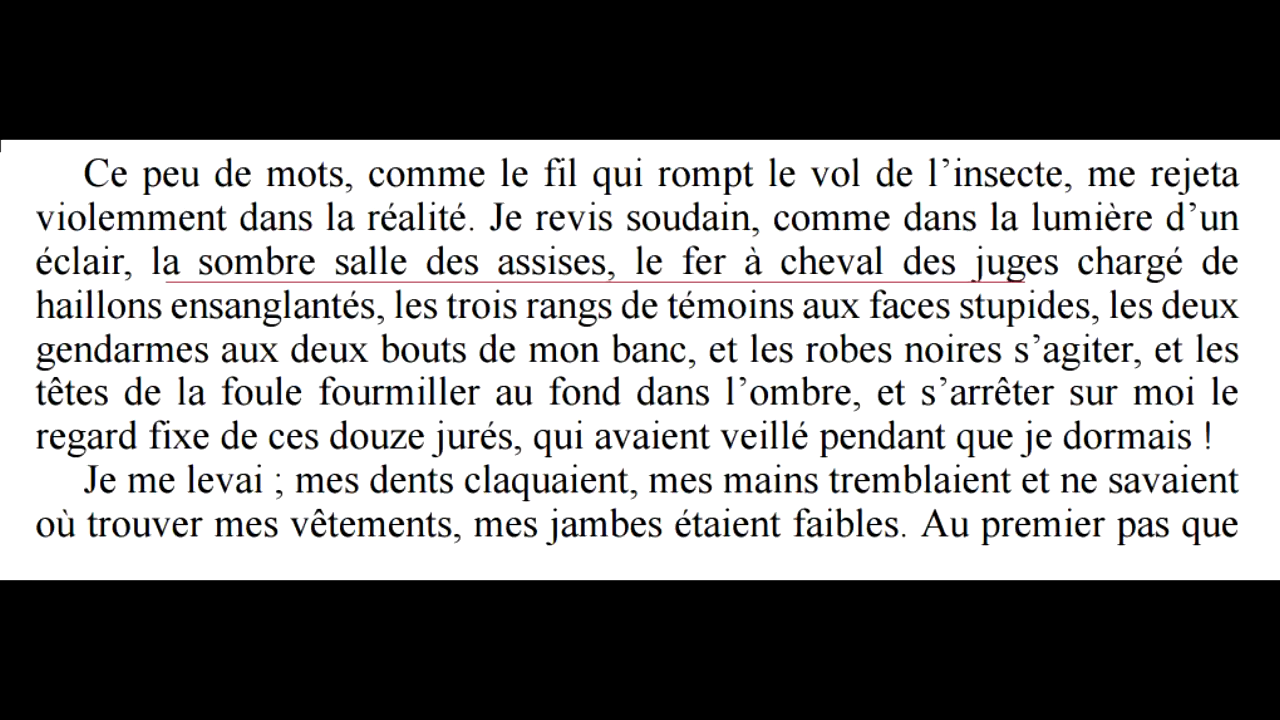 Ce peu de mots, comme le fil qui rompt le vol de l’insecte, me rejeta
violemment dans la réalité. Je revis soudain, comme dans la lumière d’un
éclair, la sombre salle des assises, le fer à cheval des juges chargé de
haillons ensanglantés, les trois rangs de témoins aux faces stupides, les deux
gendarmes aux deux bouts de mon banc, et les robes noires s’agiter, et les
têtes de la foule fourmiller au fond dans l’ombre, et s’arrêter sur moi le
regard fixe de ces douze jurés, qui avaient veillé pendant que je dormais !
Je me levai ; mes dents claquaient, mes mains tremblaient et ne savaient
où trouver mes vêtements, mes jambes étaient faibles. Au premier pas que